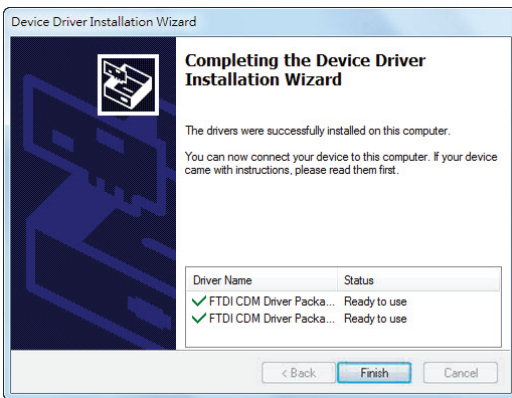 Device Driver Installation Wizard
Completing the Device Driver
Installation Wizard
The drivers were successfully installed on this computer.
You can now connect your device to this computer. If your device
came with instructions, please read them first.
Driver Name Status
FTDI CDM Driver Packa... Ready to use
FTDI CDM Driver Packa... Ready to use
< Back Finish Cancel